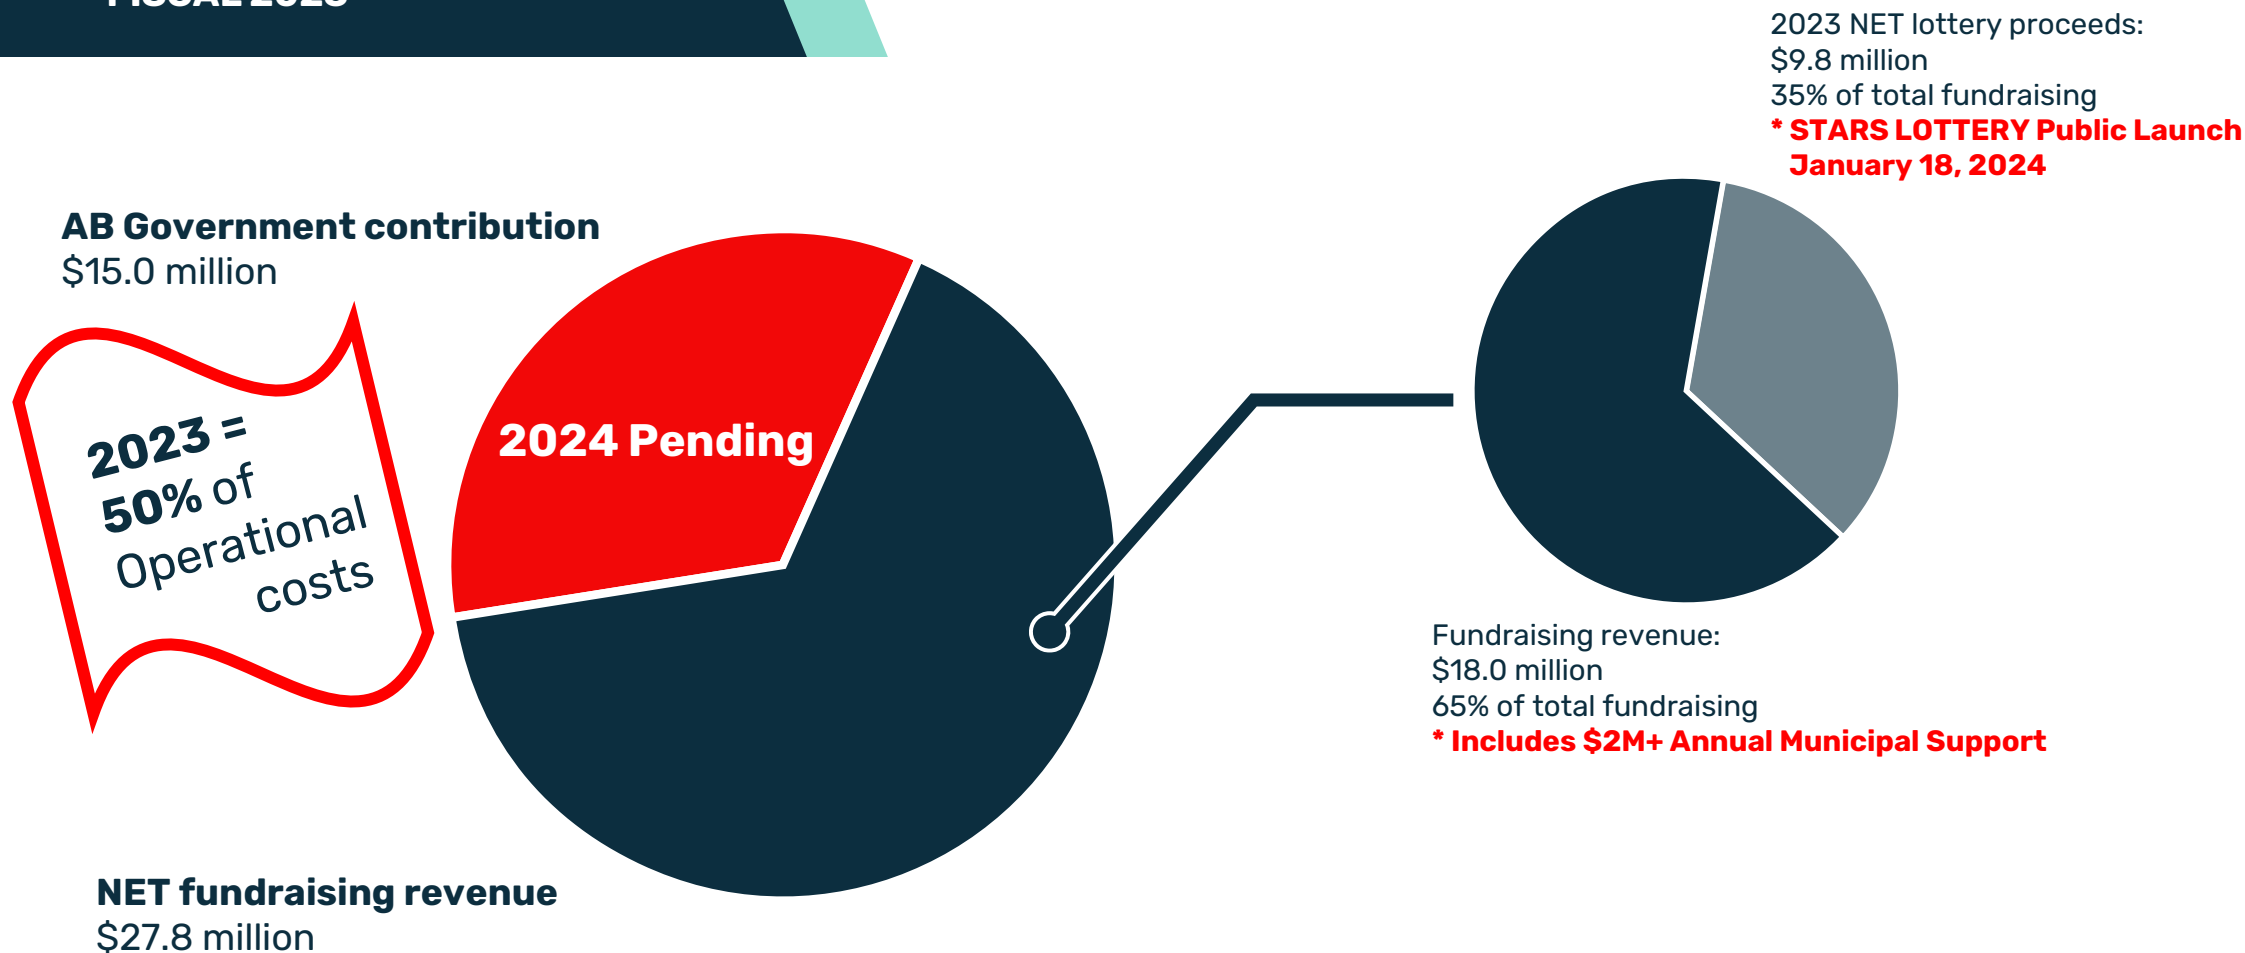 FISCAL 2023
2023 NET lottery proceeds:
$9.8 million
35% of total fundraising
* STARS LOTTERY Public Launch
January 18, 2024
AB Government contribution
$15.0 million
2023 =
50% of
Operational
costs
2024 Pending
Fundraising revenue:
$18.0 million
65% of total fundraising
* Includes $2M+ Annual Municipal Support
NET fundraising revenue
$27.8 million